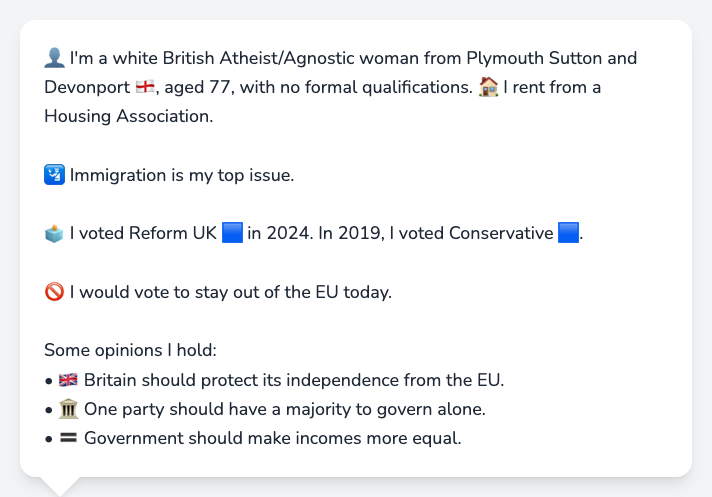 👤 I'm a white British Atheist/Agnostic woman from Plymouth Sutton and
Devonport 🏴󠁧󠁢󠁥󠁮󠁧󠁿, aged 77, with no formal qualifications. 🏠 I rent from a
Housing Association.
🛂 Immigration is my top issue.
🗳️ I voted Reform UK 🟦 in 2024. In 2019, I voted Conservative 🟦.
🚫 I would vote to stay out of the EU today.
Some opinions I hold:
• 🇬🇧 Britain should protect its independence from the EU.
• 🏛️ One party should have a majority to govern alone.
• 🟰 Government should make incomes more equal.